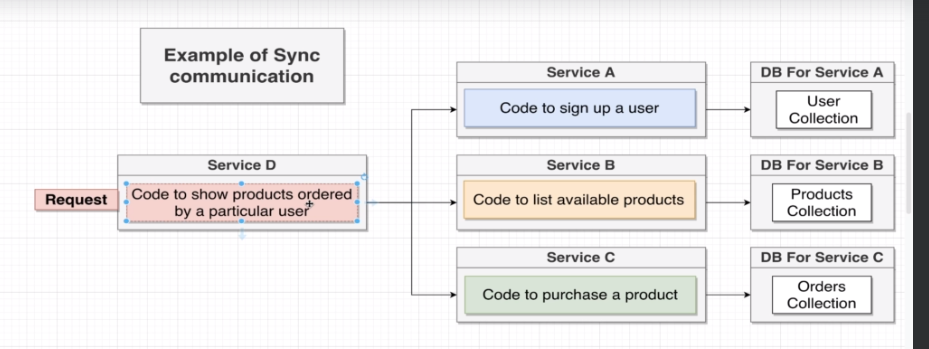 Example of Sync
communication
Service A
Code to sign up a user
DB For Service A
User
Collection
Request
Service D
Code to show products ordered
by a particular user
Service B
Code to list available products
DB For Service B
Products
Collection
Service C
Code to purchase a product
DB For Service C
Orders
Collection